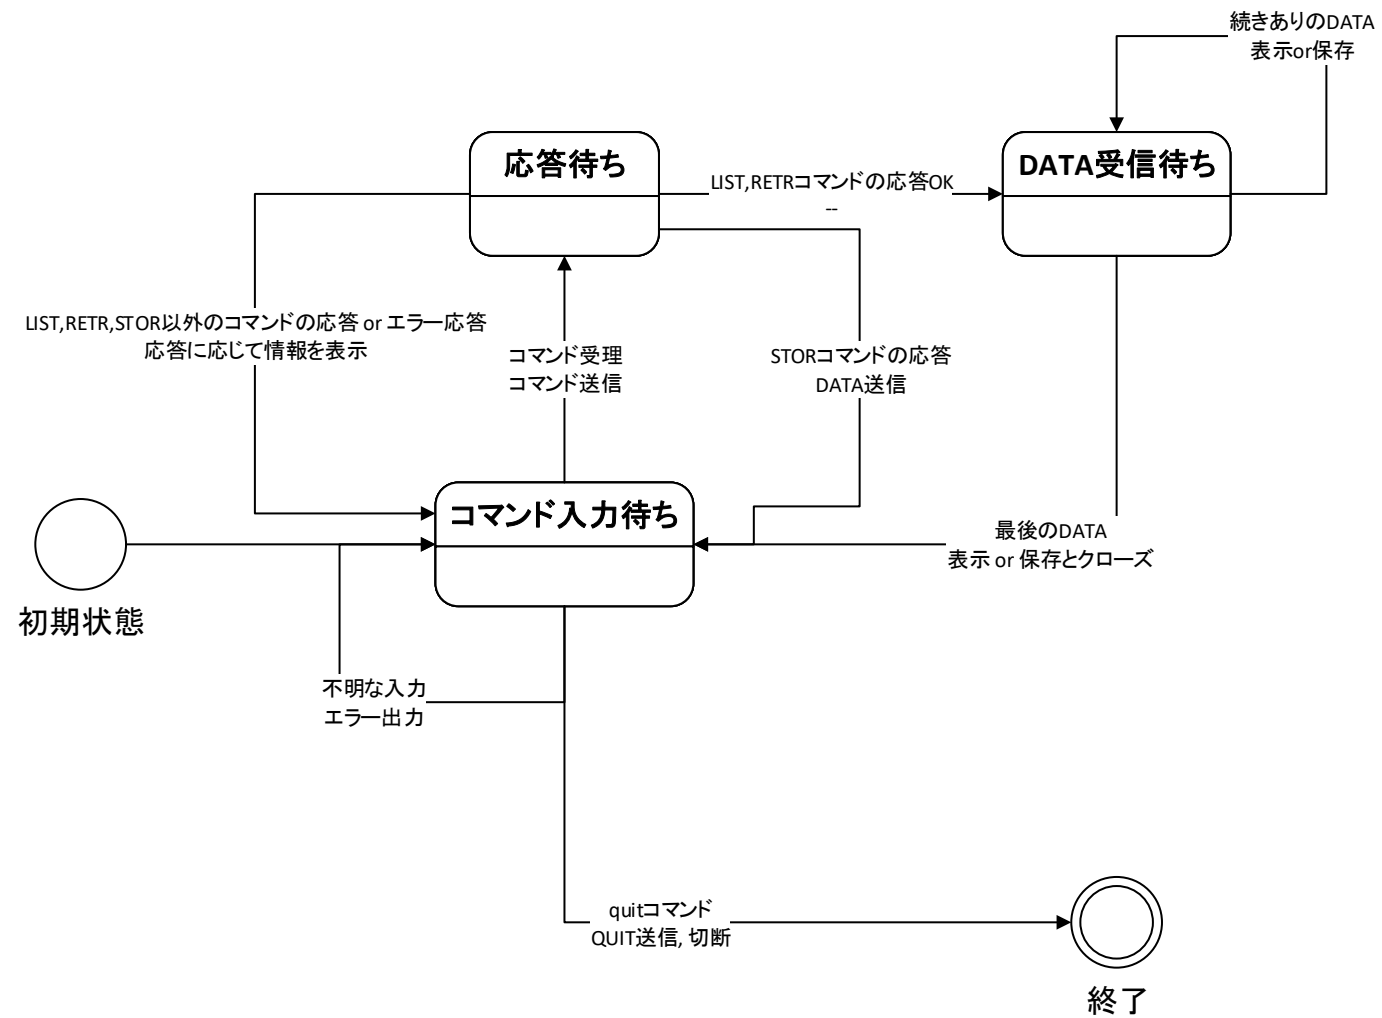 続きありのDATA
表示or保存
応答待ち
DATA受信待ち
LIST,RETRコマンドの応答OK
--
LIST,RETR,STOR以外のコマンドの応答 or エラー応答
応答に応じて情報を表示
コマンド受理
コマンド送信
STORコマンドの応答
DATA送信
コマンド入力待ち
最後のDATA
表示 or 保存とクローズ
初期状態
不明な入力
エラー出力
quitコマンド
QUIT送信, 切断
終了